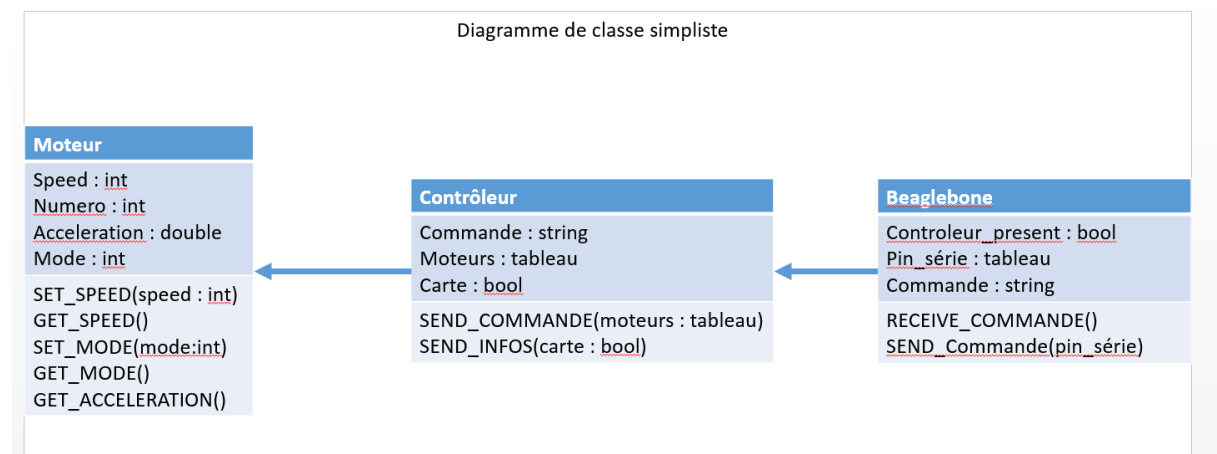 Diagramme de classe simpliste
Moteur
Speed : int
Numero : int
Acceleration : double
Mode : int
SET_SPEED(speed : int)
GET_SPEED()
SET_MODE(mode:int)
GET_MODE()
GET_ACCELERATION()
Contrôleur
Commande : string
Moteurs : tableau
Carte : bool
SEND_COMMANDE(moteurs : tableau)
SEND_INFOS(carte : bool)
Beaglebone
Controleur_present : bool
Pin_série : tableau
Commande : string
RECEIVE_COMMANDE()
SEND_Commande(pin_série)